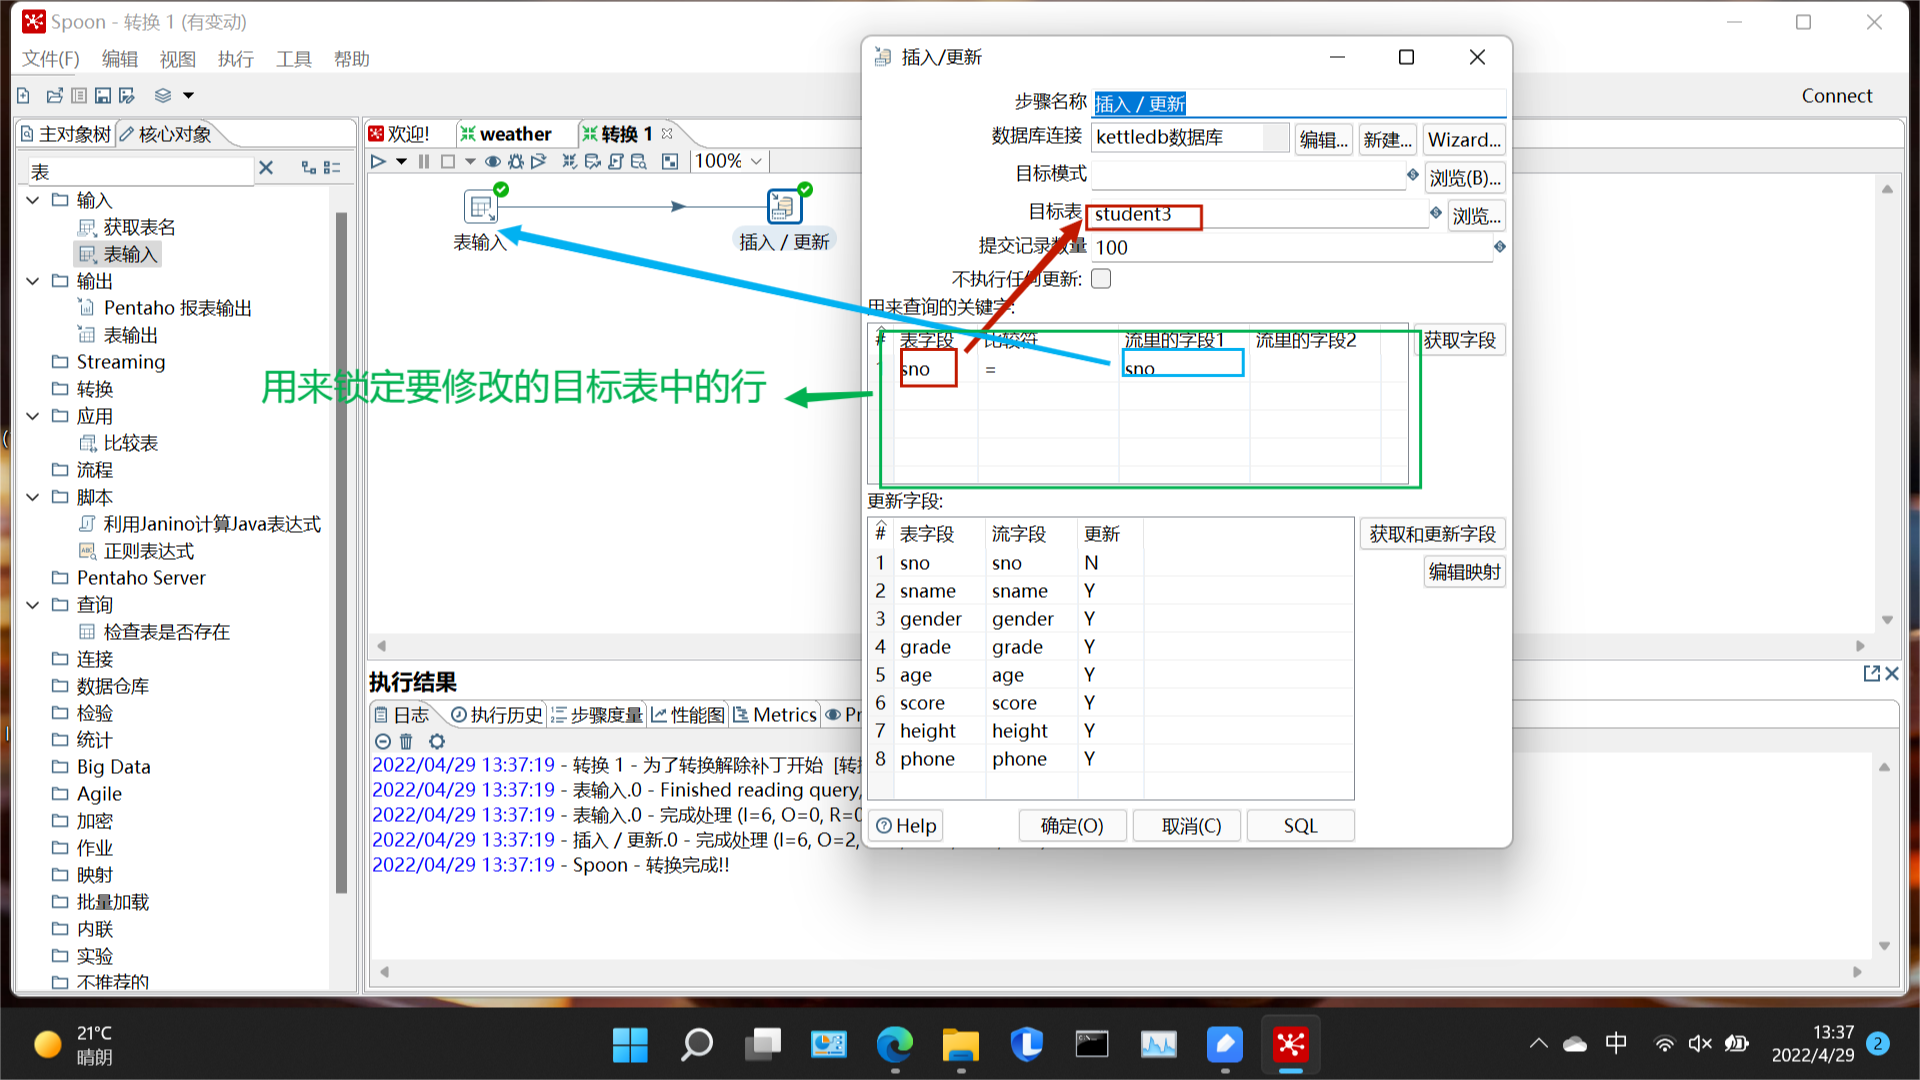 Spoon - 转换 1 (有变动)
文件(F) 编辑 视图 执行 工具 帮助
Connect
主对象树 核心对象
表
输入
获取表名
表输入
输出
Pentaho 报表输出
表输出
Streaming
转换
应用
比较表
流程
脚本
利用Janino计算Java表达式
正则表达式
Pentaho Server
查询
检查表是否存在
连接
数据仓库
检验
统计
Big Data
Agile
加密
作业
映射
批量加载
内联
实验
不推荐的
欢迎! weather 转换 1
100%
表输入 插入 / 更新
用来锁定要修改的目标表中的行
执行结果
日志 执行历史 步骤度量 性能图 Metrics Pr
2022/04/29 13:37:19 - 转换 1 - 为了转换解除补丁开始 [转换
2022/04/29 13:37:19 - 表输入.0 - Finished reading query,
2022/04/29 13:37:19 - 表输入.0 - 完成处理 (I=6, O=0, R=0
2022/04/29 13:37:19 - 插入 / 更新.0 - 完成处理 (I=6, O=2,
2022/04/29 13:37:19 - Spoon - 转换完成!!
插入/更新
步骤名称 插入 / 更新
数据库连接 kettledb数据库 编辑... 新建... Wizard...
目标模式 浏览(B)...
目标表 student3 浏览...
提交记录数量 100
不执行任何更新:
用来查询的关键字:
# 表字段 比较符 流里的字段1 流里的字段2 获取字段
sno = sno
更新字段:
# 表字段 流字段 更新 获取和更新字段
1 sno sno N
编辑映射
2 sname sname Y
3 gender gender Y
4 grade grade Y
5 age age Y
6 score score Y
7 height height Y
8 phone phone Y
Help 确定(O) 取消(C) SQL
21°C
晴朗
中
13:37
2022/4/29
2